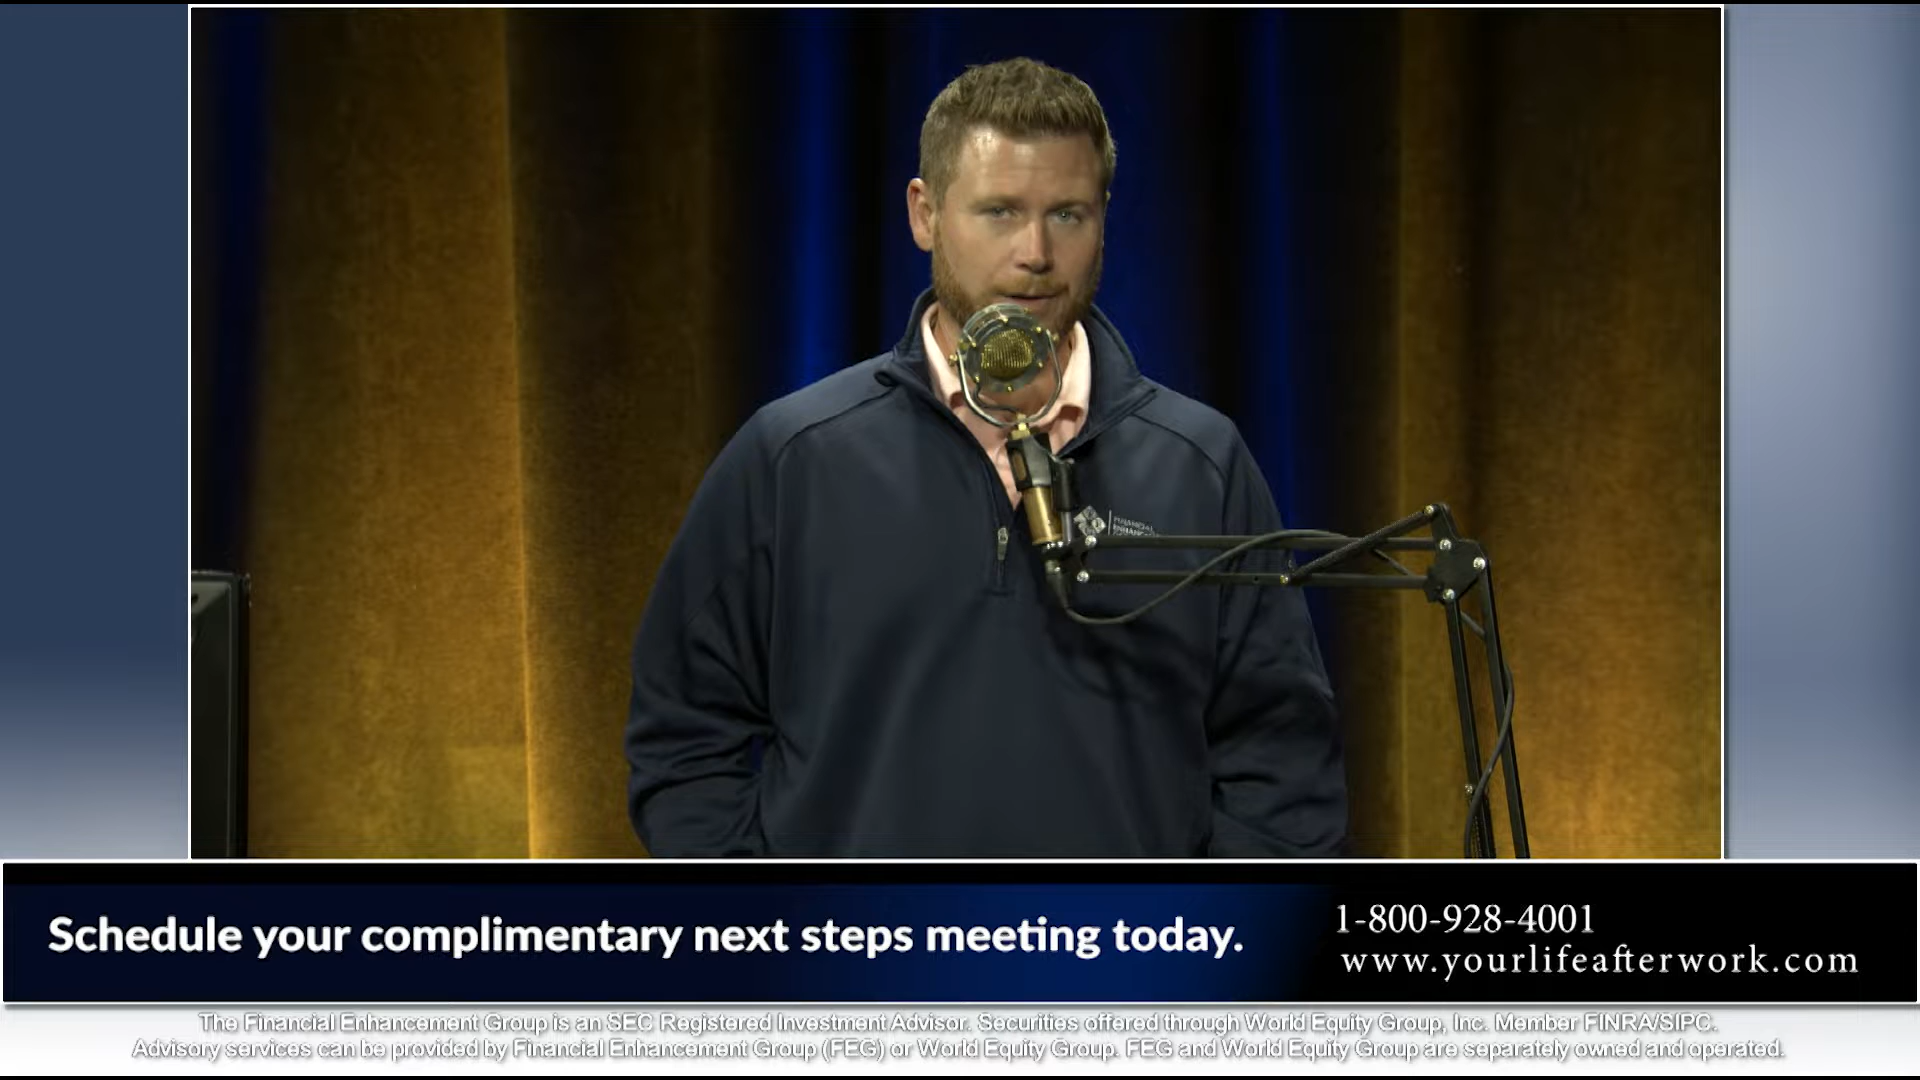 FINANCIAL
Schedule your complimentary next steps meeting today.
1-800-928-4001
www.yourlifeafterwork.com
The Financial Enhancement Group is an SEC Registered Investment Advisor. Securities offered through World Equity Group, Inc. Member FINRA/SIPC.
Advisory services can be provided by Financial Enhancement Group (FEG) or World Equity Group. FEG and World Equity Group are separately owned and operated.